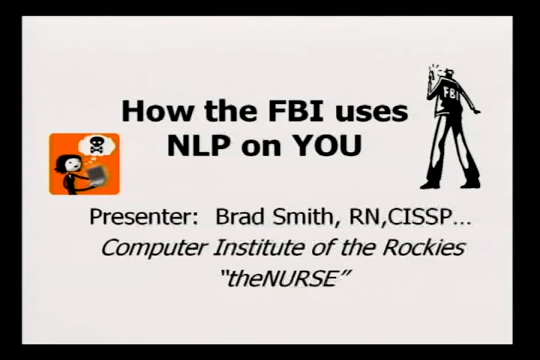 How the FBI uses
NLP on YOU
FBI
Presenter: Brad Smith, RN,CISSP...
Computer Institute of the Rockies
"theNURSE"